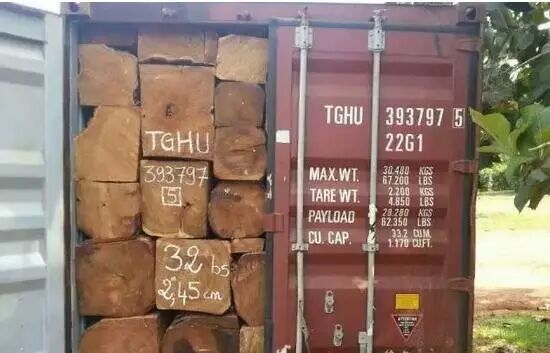 TGHU
393797
5
32 bs
2,45 cm
TGHU 393797 5
22G1
MAX.WT. 30.480 KGS
67.200 LBS
TARE WT. 2.200 KGS
4.850 LBS
PAYLOAD 28.280 KGS
62.350 LBS
CU. CAP. 33.2 CU.M.
1.170 CU.FT.